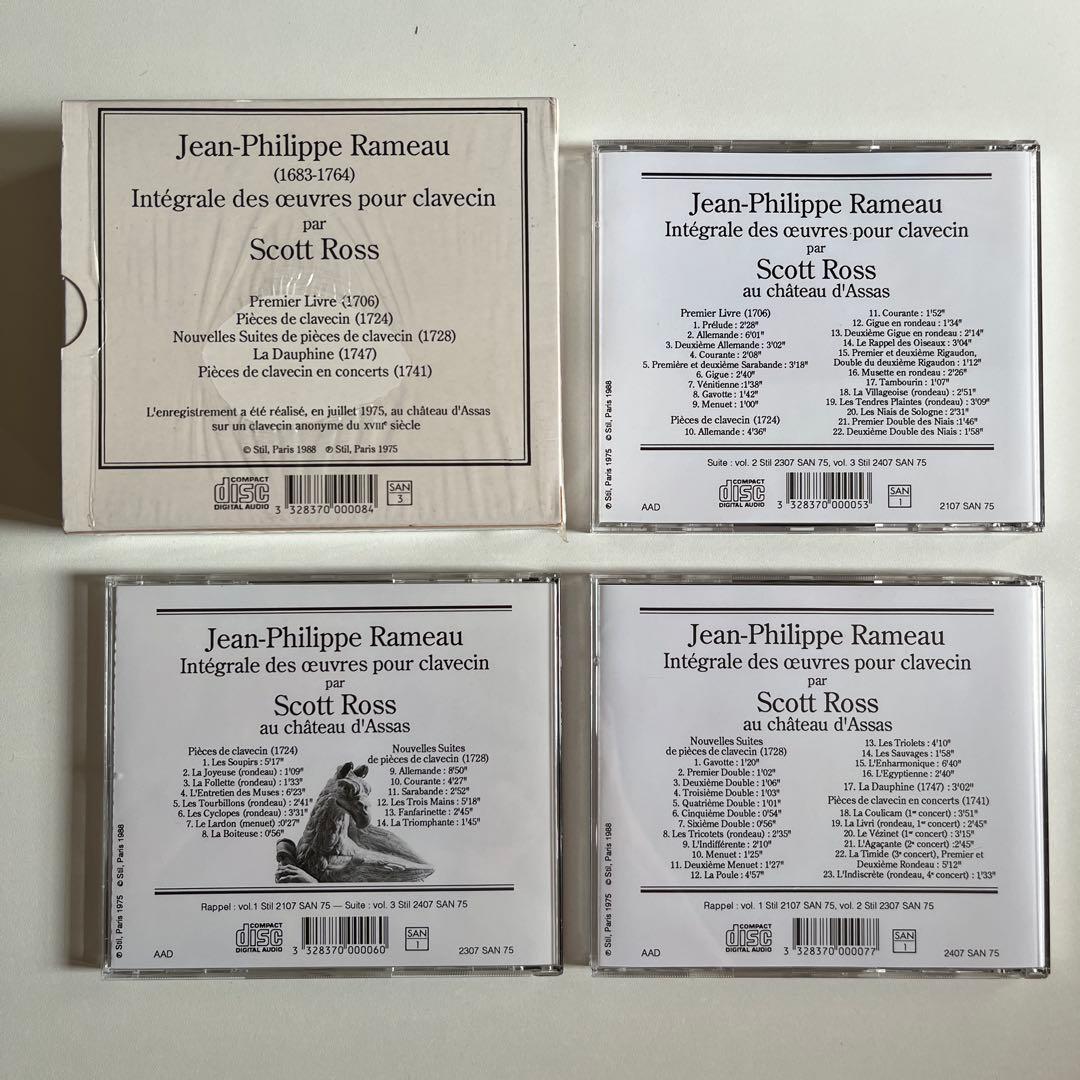 Jean-Philippe Rameau
(1683-1764)
Intégrale des œuvres pour clavecin
par
Scott Ross
Premier Livre (1706)
Pièces de clavecin (1724)
Nouvelles Suites de pièces de clavecin (1728)
La Dauphine (1747)
Pièces de clavecin en concerts (1741)
L'enregistrement a été réalisé, en juillet 1975, au château d'Assas
sur un clavecin anonyme du XVIIIe siècle
© Stil, Paris 1988 ℗ Stil, Paris 1975
COMPACT
disc
DIGITAL AUDIO
3 328370 000084
SAN
3
Jean-Philippe Rameau
Intégrale des œuvres pour clavecin
par
Scott Ross
au château d'Assas
Premier Livre (1706)
1. Prélude : 2'28"
2. Allemande : 6'01"
3. Deuxième Allemande : 3'02"
4. Courante : 2'08"
5. Première et deuxième Sarabande : 3'18"
6. Gigue : 2'40"
7. Vénitienne : 1'38"
8. Gavotte : 1'42"
9. Menuet : 1'00"
Pièces de clavecin (1724)
10. Allemande : 4'36"
11. Courante : 1'52"
12. Gigue en rondeau : 1'34"
13. Deuxième Gigue en rondeau : 2'14"
14. Le Rappel des Oiseaux : 3'04"
15. Premier et deuxième Rigaudon,
Double du deuxième Rigaudon : 1'12"
16. Musette en rondeau : 2'26"
17. Tambourin : 1'07"
18. La Villageoise (rondeau) : 2'51"
19. Les Tendres Plaintes (rondeau) : 3'09"
20. Les Niais de Sologne : 2'31"
21. Premier Double des Niais : 1'46"
22. Deuxième Double des Niais : 1'58"
Suite : vol. 2 Stil 2307 SAN 75, vol. 3 Stil 2407 SAN 75
℗ Stil, Paris 1975 © Stil, Paris 1988
AAD
COMPACT
disc
DIGITAL AUDIO
3 328370 000053
SAN
1
2107 SAN 75
Jean-Philippe Rameau
Intégrale des œuvres pour clavecin
par
Scott Ross
au château d'Assas
Pièces de clavecin (1724)
1. Les Soupirs : 5'17"
2. La Joyeuse (rondeau) : 1'09"
3. La Follette (rondeau) : 1'33"
4. L'Entretien des Muses : 6'23"
5. Les Tourbillons (rondeau) : 2'41"
6. Les Cyclopes (rondeau) : 3'31"
7. Le Lardon (menuet) : 0'27"
8. La Boiteuse : 0'56"
Nouvelles Suites
de pièces de clavecin (1728)
9. Allemande : 8'50"
10. Courante : 4'27"
11. Sarabande : 2'52"
12. Les Trois Mains : 5'18"
13. Fanfarinette : 2'45"
14. La Triomphante : 1'45"
Rappel : vol.1 Stil 2107 SAN 75 — Suite : vol. 3 Stil 2407 SAN 75
℗ Stil, Paris 1975 © Stil, Paris 1988
AAD
COMPACT
disc
DIGITAL AUDIO
3 328370 000060
SAN
1
2307 SAN 75
Jean-Philippe Rameau
Intégrale des œuvres pour clavecin
par
Scott Ross
au château d'Assas
Nouvelles Suites
de pièces de clavecin (1728)
1. Gavotte : 1'40"
2. Premier Double : 1'02"
3. Deuxième Double : 1'06"
4. Troisième Double : 1'03"
5. Quatrième Double : 1'01"
6. Cinquième Double : 0'54"
7. Sixième Double : 0'56"
8. Les Tricotets (rondeau) : 2'35"
9. L'Indifférente : 2'10"
10. Menuet : 1'25"
11. Deuxième Menuet : 1'27"
12. La Poule : 4'57"
13. Les Triolets : 4'10"
14. Les Sauvages : 1'58"
15. L'Enharmonique : 6'40"
16. L'Egyptienne : 2'40"
17. La Dauphine (1747) : 3'02"
Pièces de clavecin en concerts (1741)
18. La Coulicam (1er concert) : 3'51"
19. La Livri (rondeau, 1er concert) : 2'45"
20. Le Vézinet (1er concert) : 3'15"
21. L'Agaçante (2e concert) :2'45"
22. La Timide (3e concert), Premier et
Deuxième Rondeau : 5'12"
23. L'Indiscrète (rondeau, 4e concert) : 1'33"
Rappel : vol. 1 Stil 2107 SAN 75, vol. 2 Stil 2307 SAN 75
℗ Stil, Paris 1975 © Stil, Paris 1988
AAD
COMPACT
disc
DIGITAL AUDIO
3 328370 000077
SAN
1
2407 SAN 75